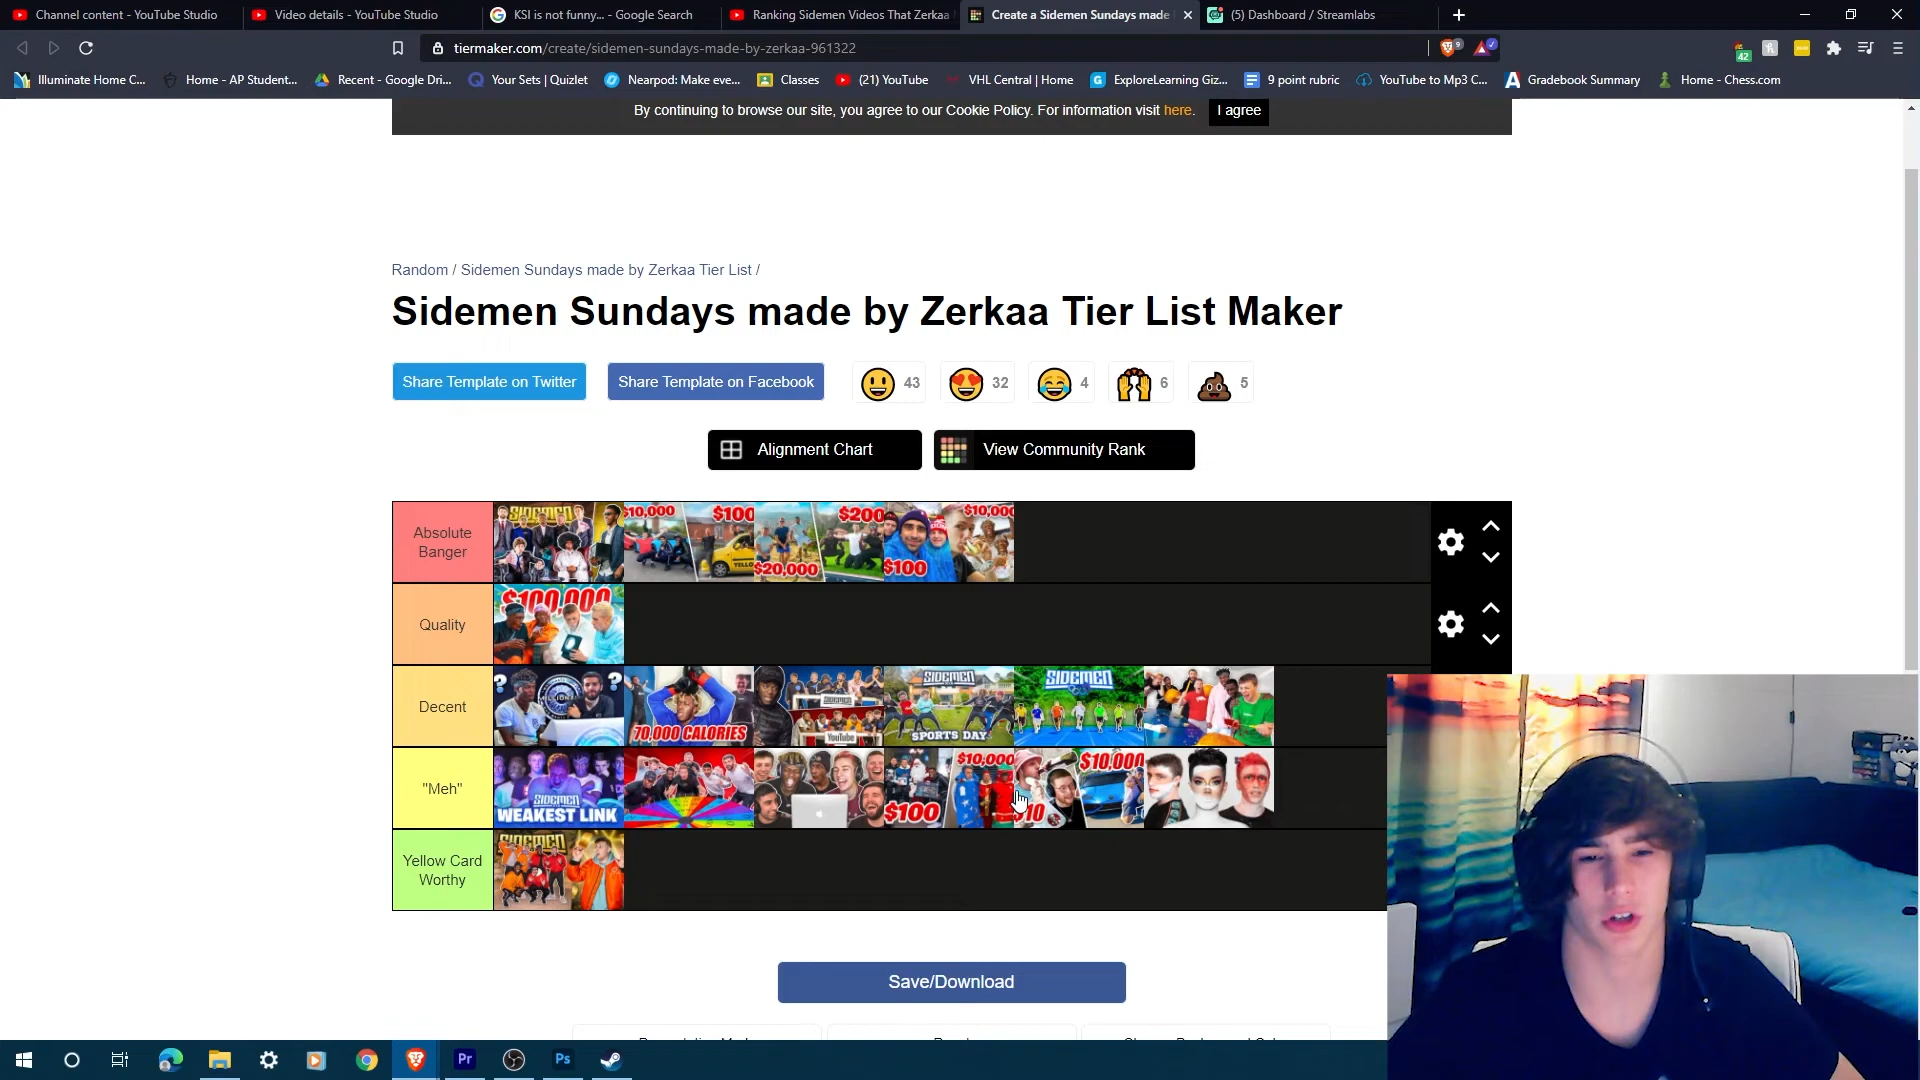 Channel content - YouTube Studio
Video details - YouTube Studio
KSI is not funny... - Google Search
Ranking Sidemen Videos That Zerkaa
Create a Sidemen Sundays made
(5) Dashboard / Streamlabs
tiermaker.com/create/sidemen-sundays-made-by-zerkaa-961322
9
42
Illuminate Home C...
Home - AP Student...
Recent - Google Dri...
Your Sets | Quizlet
Nearpod: Make eve...
Classes
(21) YouTube
VHL Central | Home
ExploreLearning Giz...
9 point rubric
YouTube to Mp3 C...
Gradebook Summary
Home - Chess.com
By continuing to browse our site, you agree to our Cookie Policy. For information visit here.
I agree
Random / Sidemen Sundays made by Zerkaa Tier List /
Sidemen Sundays made by Zerkaa Tier List Maker
Share Template on Twitter
Share Template on Facebook
43
32
4
6
5
Alignment Chart
View Community Rank
Absolute
Banger
SIDEMEN
$10,000
$100
$20,000
$200
$100
$10,000
Quality
$100,000
Decent
70,000 CALORIES
SIDEMEN
YouTube
SIDEMEN
SPORTS DAY
SIDEMEN
"Meh"
SIDEMEN
WEAKEST LINK
$100
$10,000
$10
$10,000
Yellow Card
Worthy
SIDEMEN
Save/Download
Pr
Ps